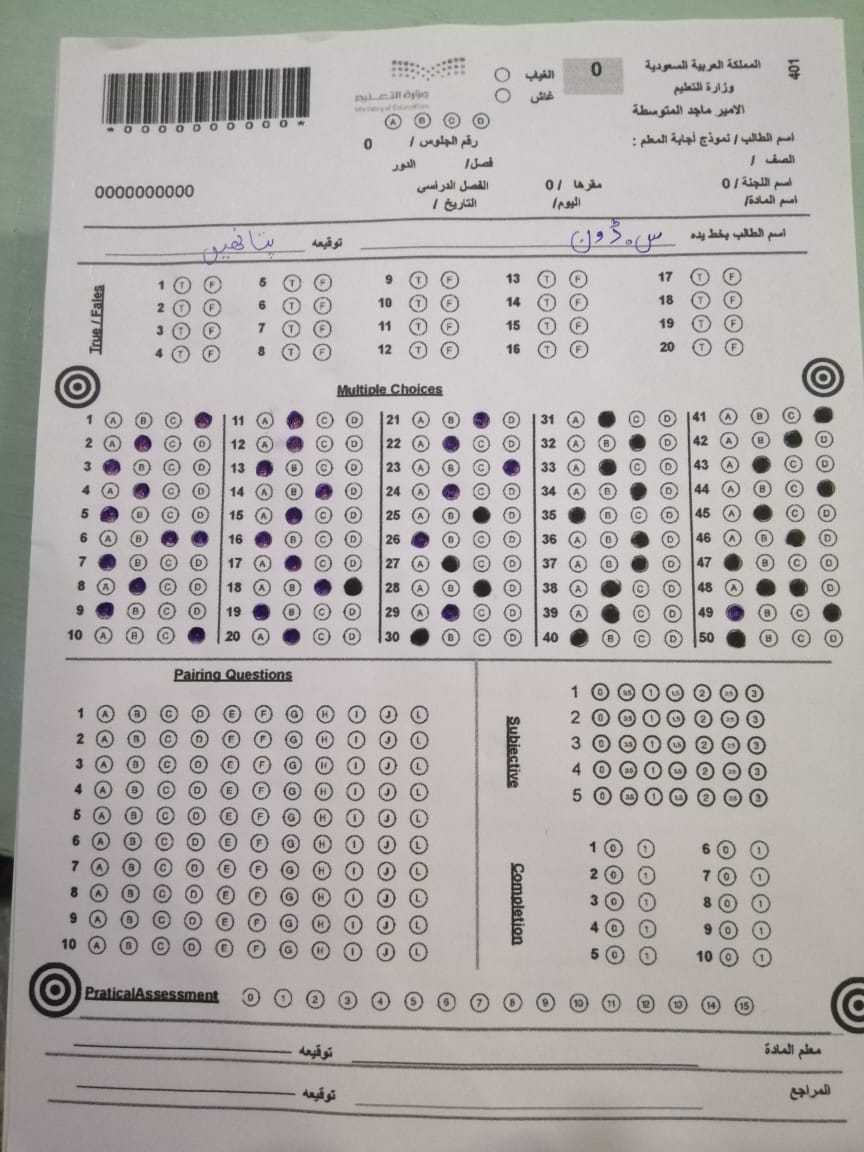 401
المملكة العربية السعودية
وزارة التعليم
الامير ماجد المتوسطة
0
الغياب
غش
وزارة التعليم
Ministry of Education
* 0 0 0 0 0 0 0 0 0 0 *
A B C D
اسم الطالب / نموذج أجابة المعلم :
رقم الجلوس / 0
الصف /
فصل/
الدور
اسم اللجنة / 0
مقرها / 0
الفصل الدراسي
0000000000
اسم المادة/
اليوم/
التاريخ /
اسم الطالب بخط يده
توقيعه
True / Fales
1 T F 5 T F 9 T F 13 T F 17 T F
2 T F 6 T F 10 T F 14 T F 18 T F
3 T F 7 T F 11 T F 15 T F 19 T F
4 T F 8 T F 12 T F 16 T F 20 T F
Multiple Choices
1 A B C 11 A C D 21 A B D 31 A C D 41 A B C
2 A C D 12 A C D 22 A C D 32 A B D 42 A B D
3 B C D 13 B C D 23 A B C 33 A C D 43 A C D
4 A C D 14 A B D 24 A C D 34 A B D 44 A B C
5 B C D 15 A C D 25 A B D 35 B C D 45 A C D
6 A B 16 B C D 26 B C D 36 A B D 46 A B D
7 B C D 17 A C D 27 A C D 37 A B D 47 B C D
8 A C D 18 A B 28 A B D 38 A C D 48 A D
9 B C D 19 B C D 29 A C D 39 A C D 49 B C
10 A B C 20 A C D 30 B C D 40 B C D 50 B C D
Pairing Questions
1 A B C D E F G H I J L
2 A B C D E F G H I J L
3 A B C D E F G H I J L
4 A B C D E F G H I J L
5 A B C D E F G H I J L
6 A B C D E F G H I J L
7 A B C D E F G H I J L
8 A B C D E F G H I J L
9 A B C D E F G H I J L
10 A B C D E F G H I J L
Subjective
1 0 0.5 1 1.5 2 2.5 3
2 0 0.5 1 1.5 2 2.5 3
3 0 0.5 1 1.5 2 2.5 3
4 0 0.5 1 1.5 2 2.5 3
5 0 0.5 1 1.5 2 2.5 3
Completion
1 0 1 6 0 1
2 0 1 7 0 1
3 0 1 8 0 1
4 0 1 9 0 1
5 0 1 10 0 1
PraticalAssessment 0 1 2 3 4 5 6 7 8 9 10 11 12 13 14 15
معلم المادة
توقيعه
المراجع
توقيعه